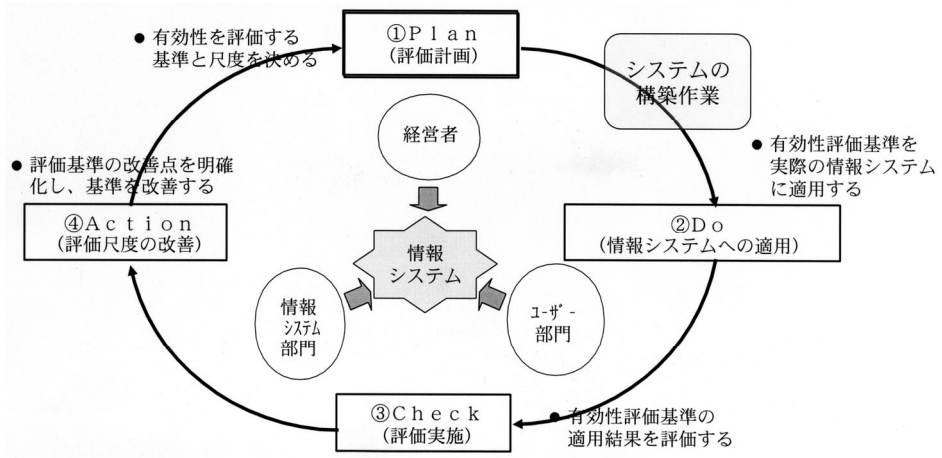 ①Ｐｌａｎ
(評価計画)
● 有効性を評価する
基準と尺度を決める
システムの
構築作業
経営者
● 有効性評価基準を
実際の情報システム
に適用する
● 評価基準の改善点を明確
化し、基準を改善する
④Ａｃｔｉｏｎ
(評価尺度の改善)
②Ｄｏ
(情報システムへの適用)
情報
システム
情報
ｼｽﾃﾑ
部門
ﾕｰｻﾞｰ
部門
③Ｃｈｅｃｋ
(評価実施)
● 有効性評価基準の
適用結果を評価する